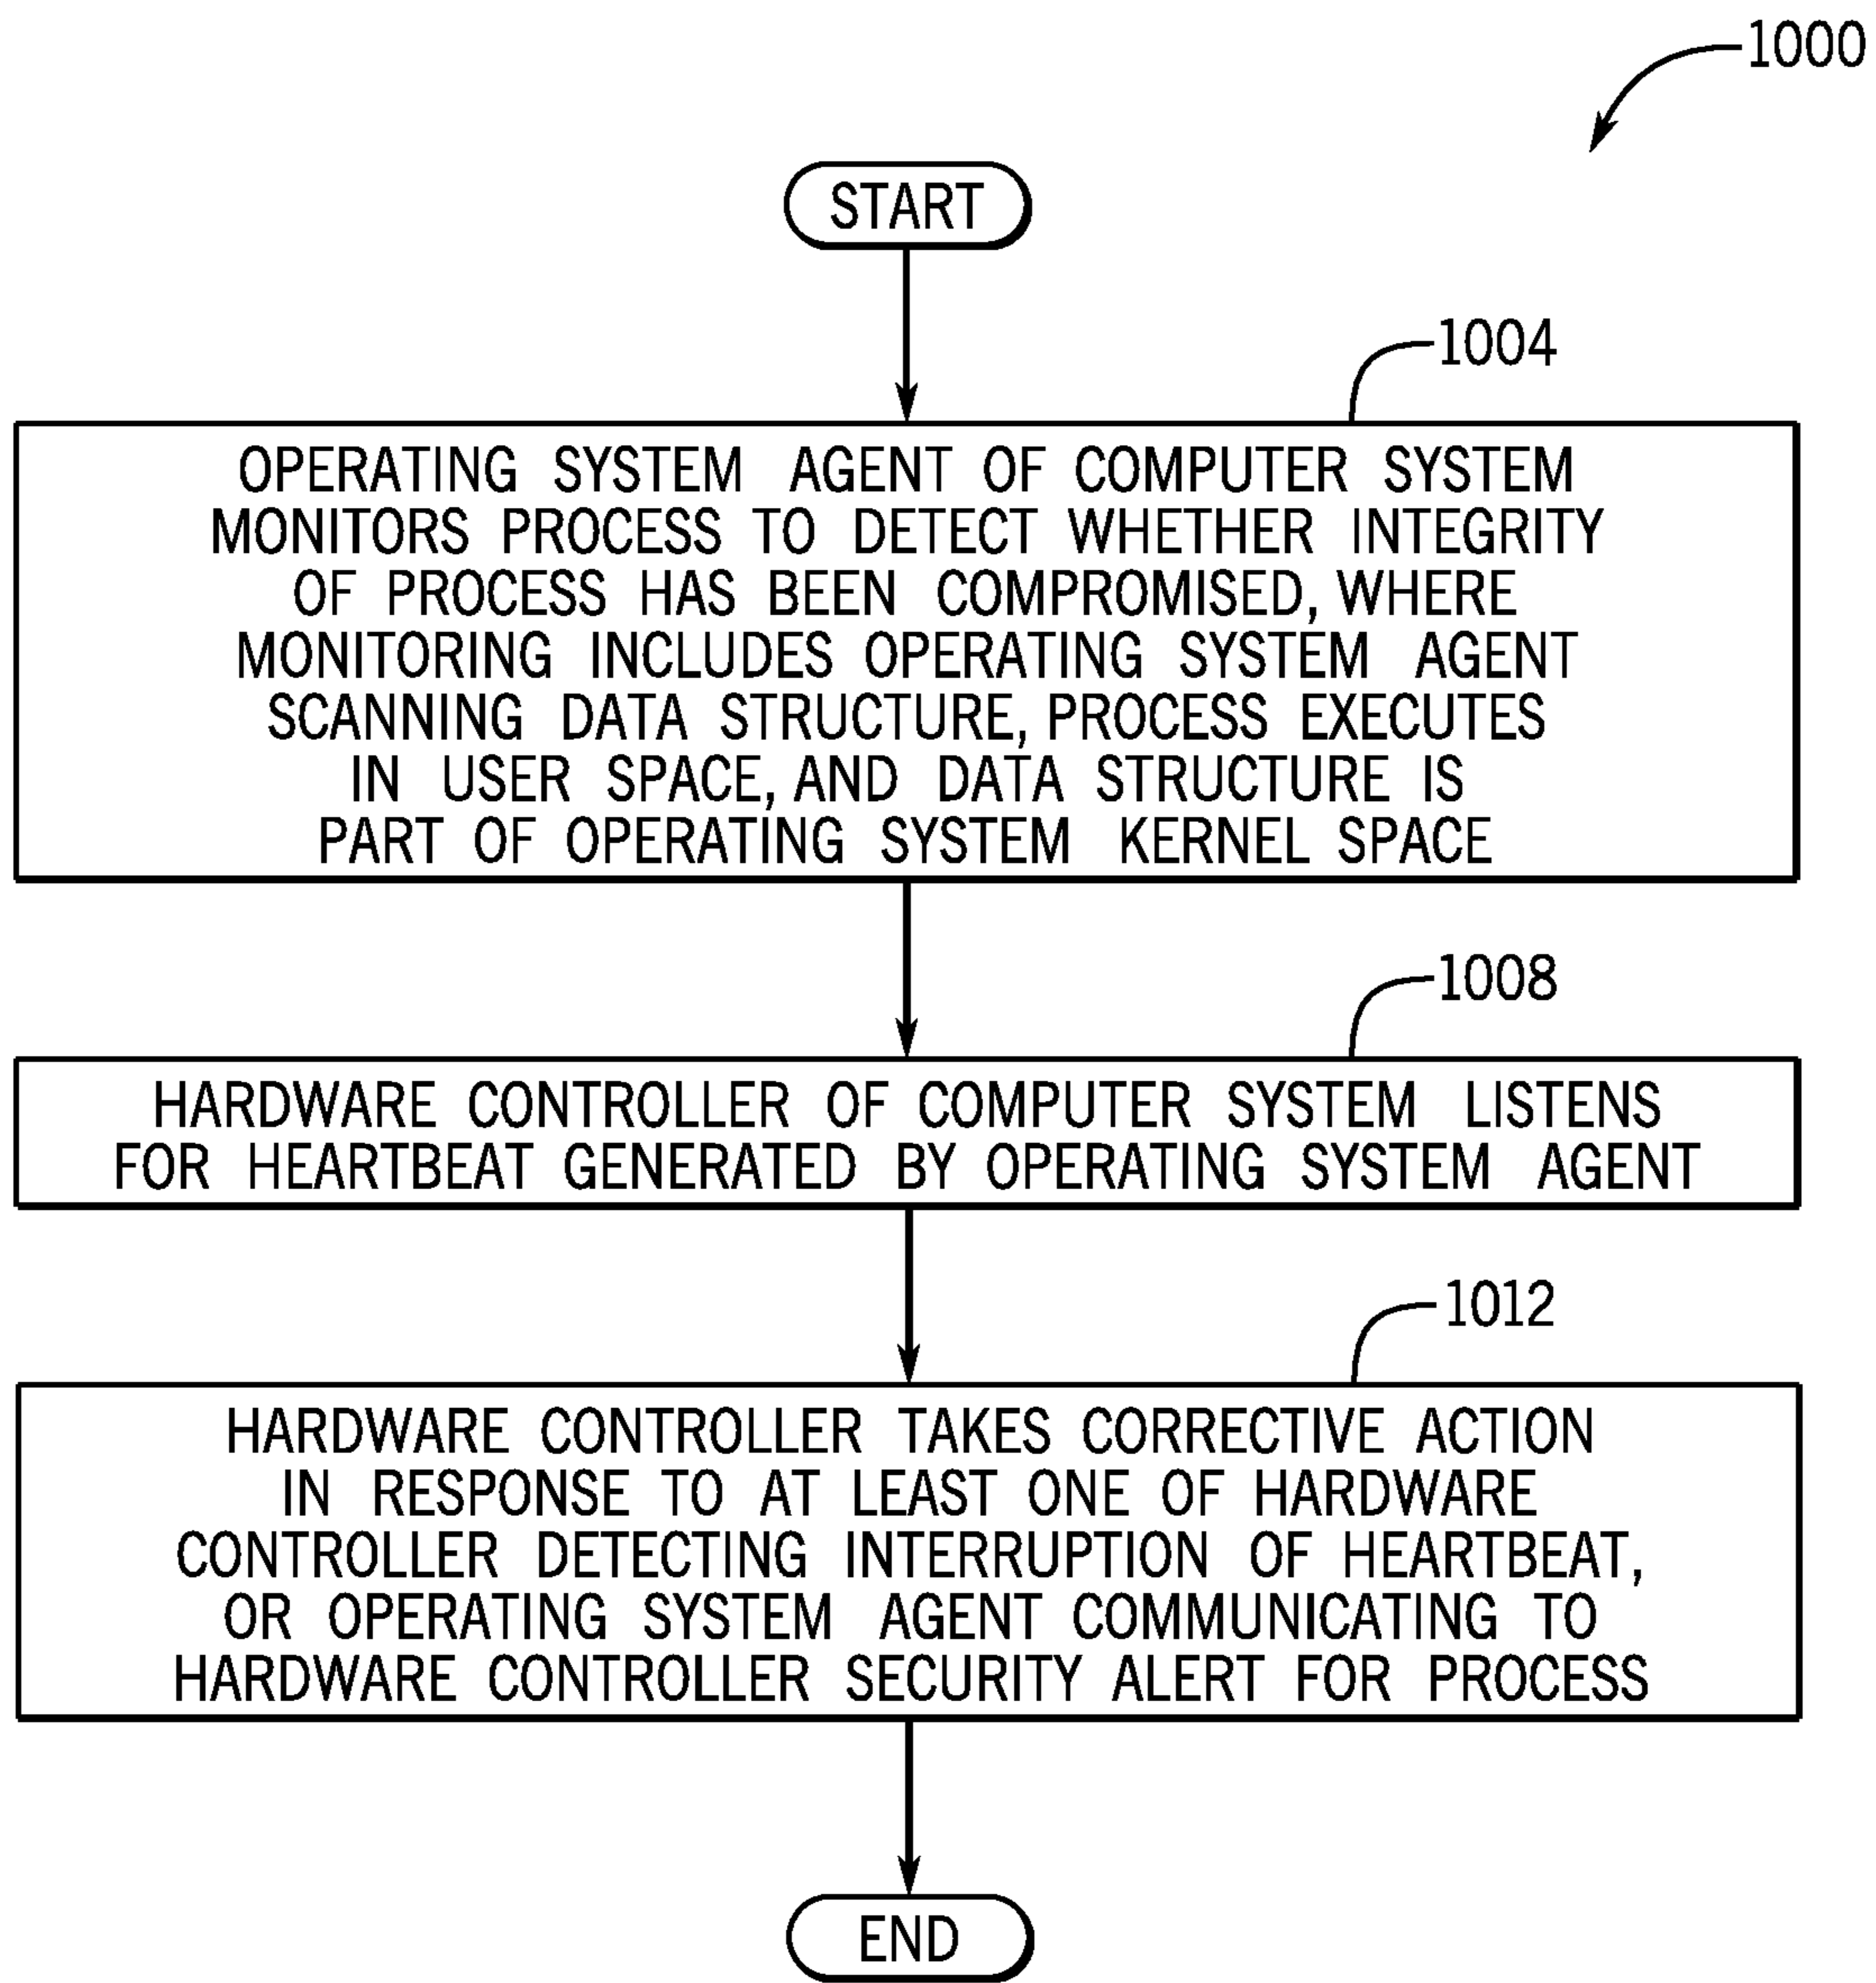 1000
START
1004
OPERATING SYSTEM AGENT OF COMPUTER SYSTEM
MONITORS PROCESS TO DETECT WHETHER INTEGRITY
OF PROCESS HAS BEEN COMPROMISED, WHERE
MONITORING INCLUDES OPERATING SYSTEM AGENT
SCANNING DATA STRUCTURE, PROCESS EXECUTES
IN USER SPACE, AND DATA STRUCTURE IS
PART OF OPERATING SYSTEM KERNEL SPACE
1008
HARDWARE CONTROLLER OF COMPUTER SYSTEM LISTENS
FOR HEARTBEAT GENERATED BY OPERATING SYSTEM AGENT
1012
HARDWARE CONTROLLER TAKES CORRECTIVE ACTION
IN RESPONSE TO AT LEAST ONE OF HARDWARE
CONTROLLER DETECTING INTERRUPTION OF HEARTBEAT,
OR OPERATING SYSTEM AGENT COMMUNICATING TO
HARDWARE CONTROLLER SECURITY ALERT FOR PROCESS
END